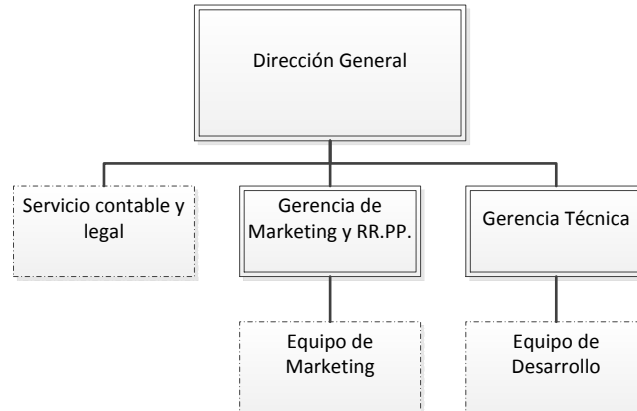 Dirección General
Servicio contable y
legal
Gerencia de
Marketing y RR.PP.
Gerencia Técnica
Equipo de
Marketing
Equipo de
Desarrollo